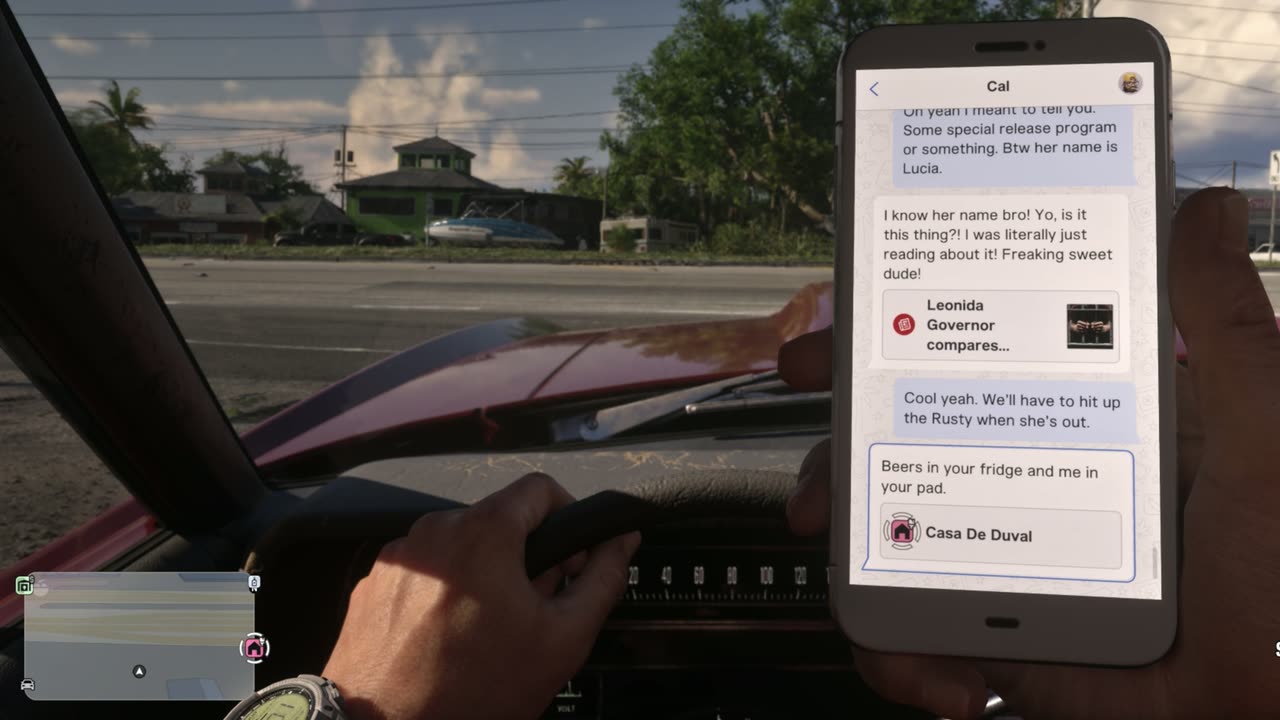 Cal
Oh yeah I meant to tell you.
Some special release program
or something. Btw her name is
Lucia.
I know her name bro! Yo, is it
this thing?! I was literally just
reading about it! Freaking sweet
dude!
Leonida
Governor
compares...
Cool yeah. We'll have to hit up
the Rusty when she's out.
Beers in your fridge and me in
your pad.
Casa De Duval
20 40 60 80 100 120
VOLT